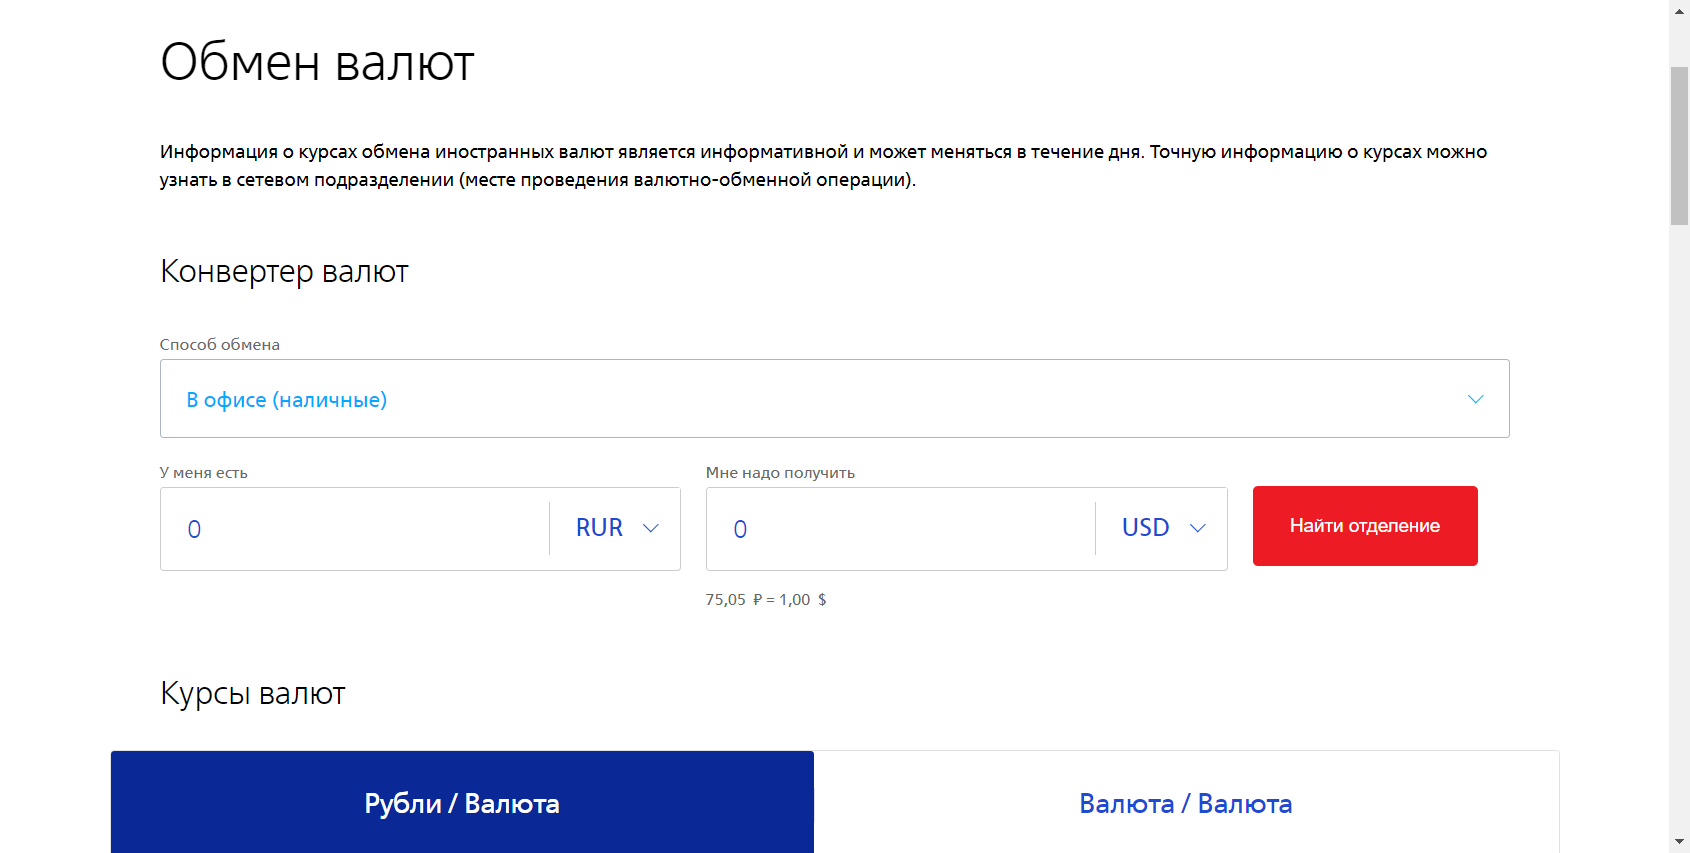 Обмен валют
Информация о курсах обмена иностранных валют является информативной и может меняться в течение дня. Точную информацию о курсах можно
узнать в сетевом подразделении (месте проведения валютно-обменной операции).
Конвертер валют
Способ обмена
В офисе (наличные)
У меня есть
Мне надо получить
0 RUR
0 USD
Найти отделение
75,05 ₽ = 1,00 $
Курсы валют
Рубли / Валюта
Валюта / Валюта